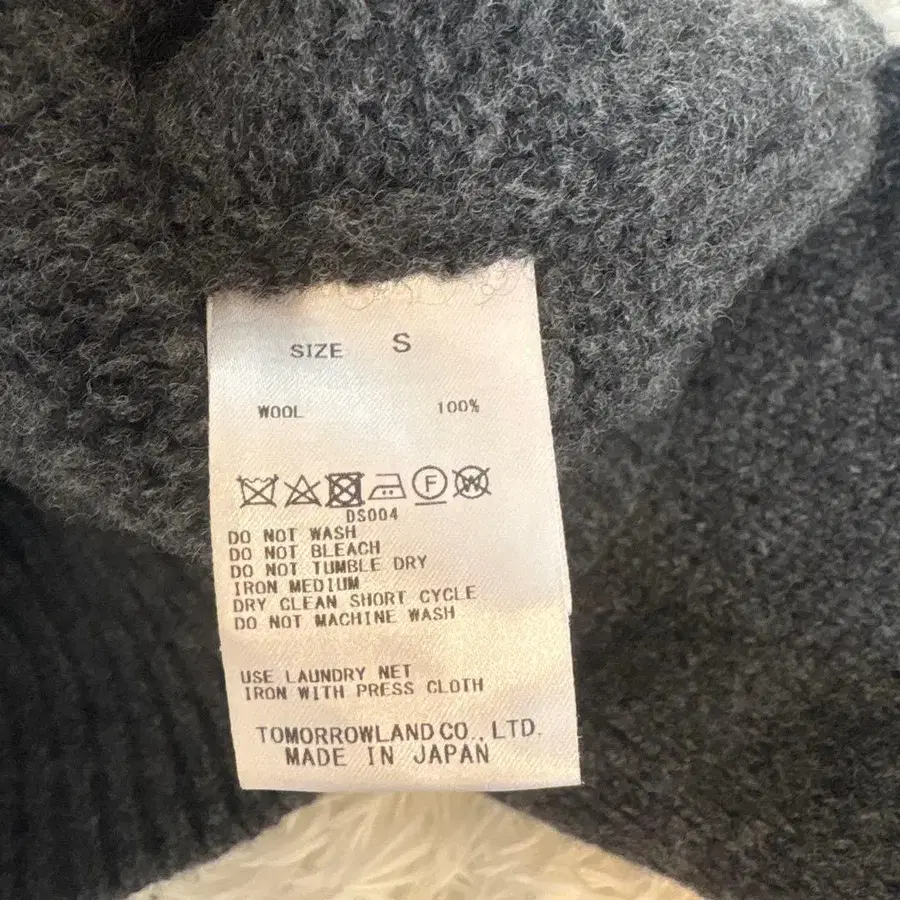 SIZE S
WOOL 100%
F W
DS004
DO NOT WASH
DO NOT BLEACH
DO NOT TUMBLE DRY
IRON MEDIUM
DRY CLEAN SHORT CYCLE
DO NOT MACHINE WASH
USE LAUNDRY NET
IRON WITH PRESS CLOTH
TOMORROWLAND CO., LTD.
MADE IN JAPAN